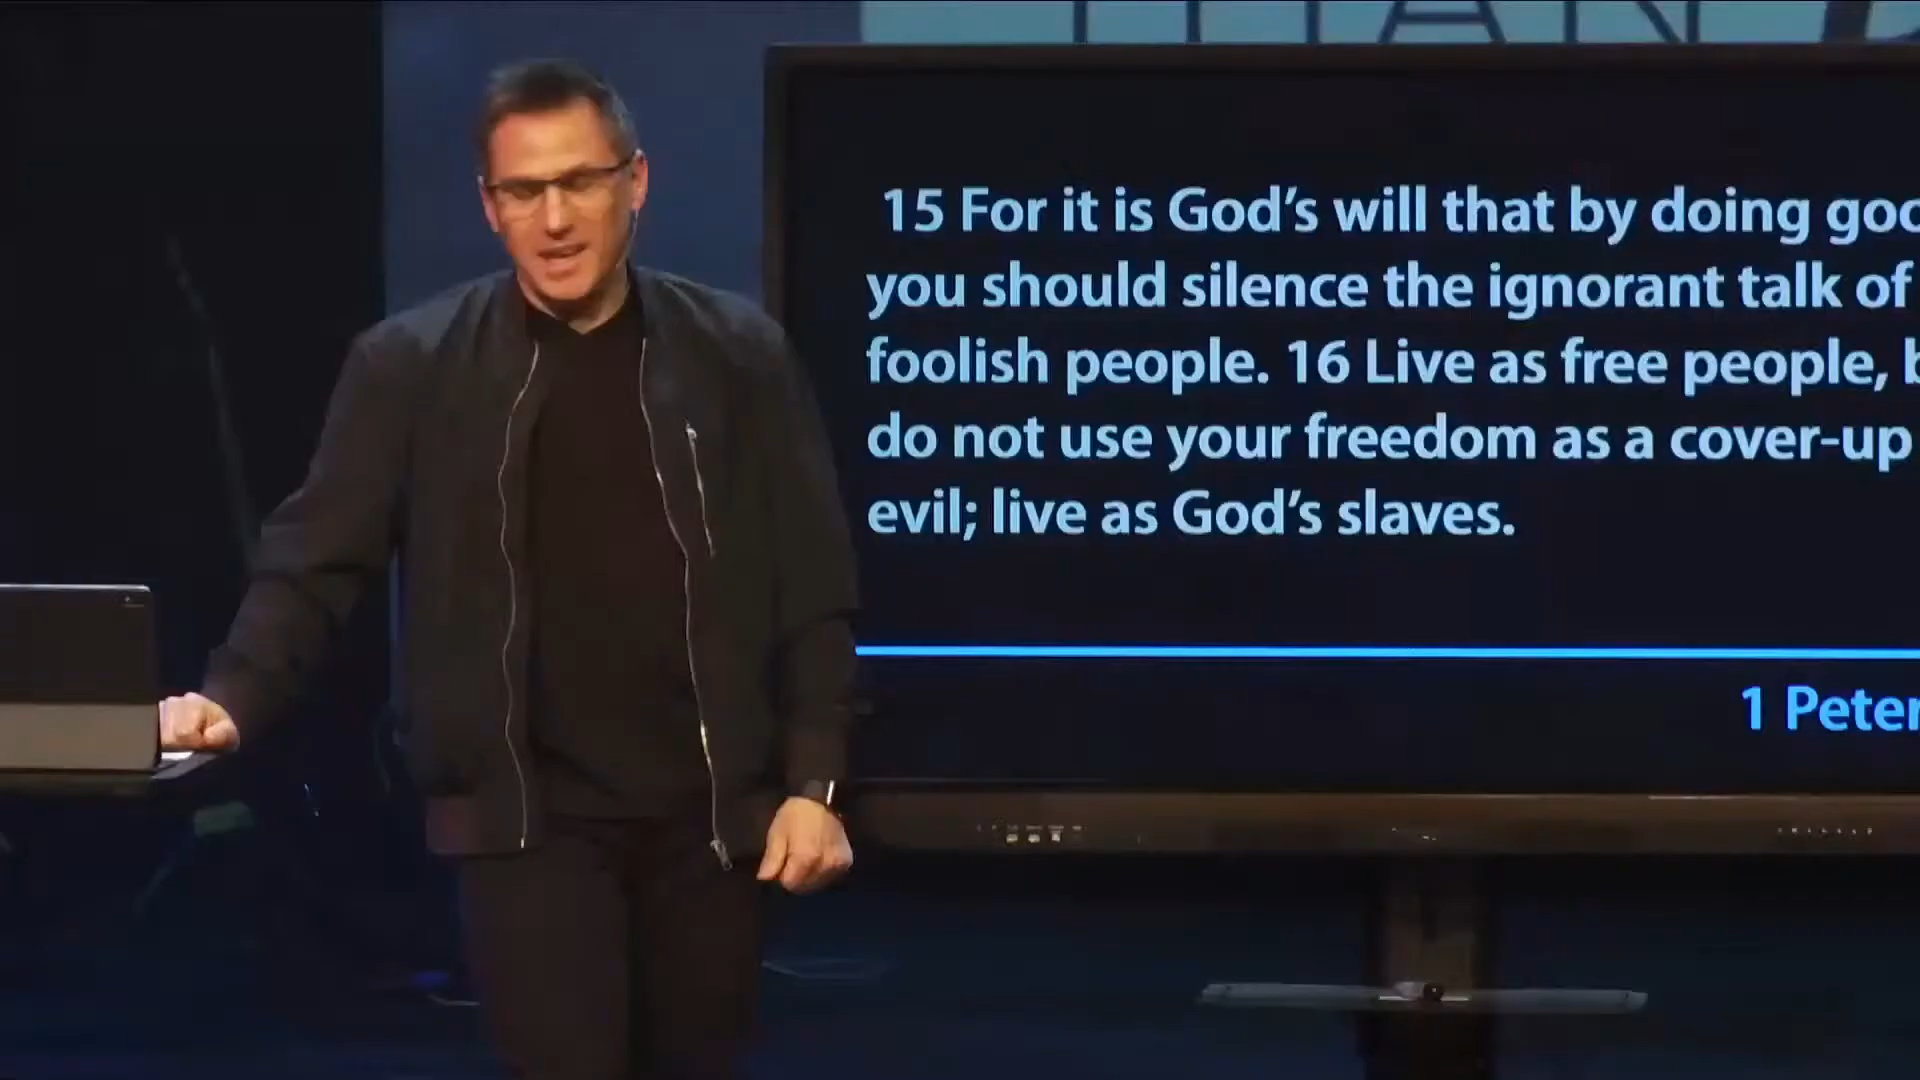 15 For it is God's will that by doing
you should silence the ignorant talk of
foolish people. 16 Live as free people,
do not use your freedom as a cover-up
evil; live as God's slaves.
1 Peter